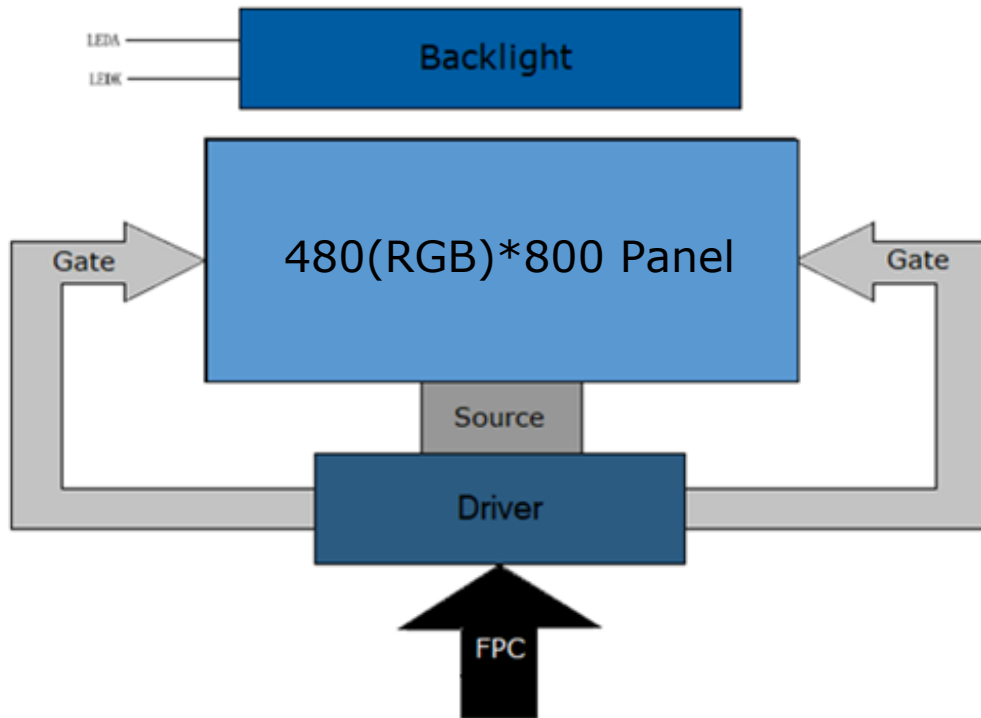 LEDA
LEDK
Backlight
480(RGB)*800 Panel
Gate
Gate
Source
Driver
FPC